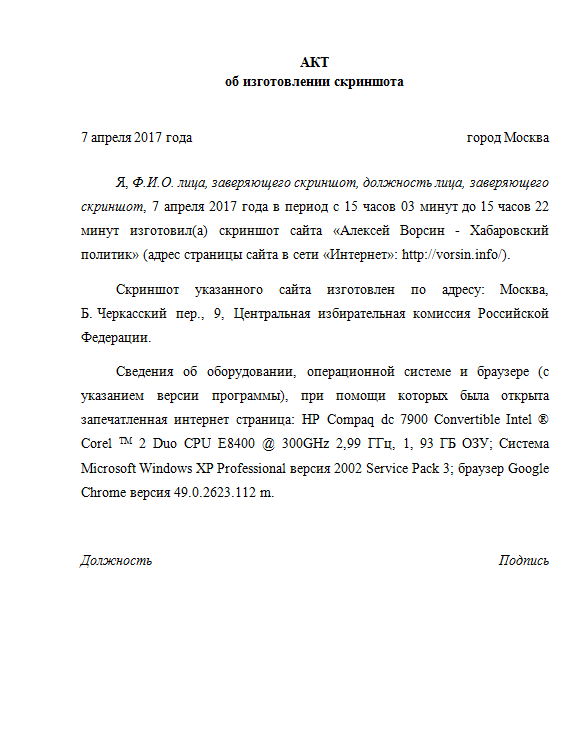 АКТ
об изготовлении скриншота
7 апреля 2017 года город Москва
Я, Ф.И.О. лица, заверяющего скриншот, должность лица, заверяющего
скриншот, 7 апреля 2017 года в период с 15 часов 03 минут до 15 часов 22
минут изготовил(а) скриншот сайта «Алексей Ворсин - Хабаровский
политик» (адрес страницы сайта в сети «Интернет»: http://vorsin.info/).
Скриншот указанного сайта изготовлен по адресу: Москва,
Б. Черкасский пер., 9, Центральная избирательная комиссия Российской
Федерации.
Сведения об оборудовании, операционной системе и браузере (с
указанием версии программы), при помощи которых была открыта
запечатленная интернет страница: HP Compaq dc 7900 Convertible Intel ®
Corel ™ 2 Duo CPU E8400 @ 300GHz 2,99 ГГц, 1, 93 ГБ ОЗУ; Система
Microsoft Windows XP Professional версия 2002 Service Pack 3; браузер Google
Chrome версия 49.0.2623.112 m.
Должность Подпись